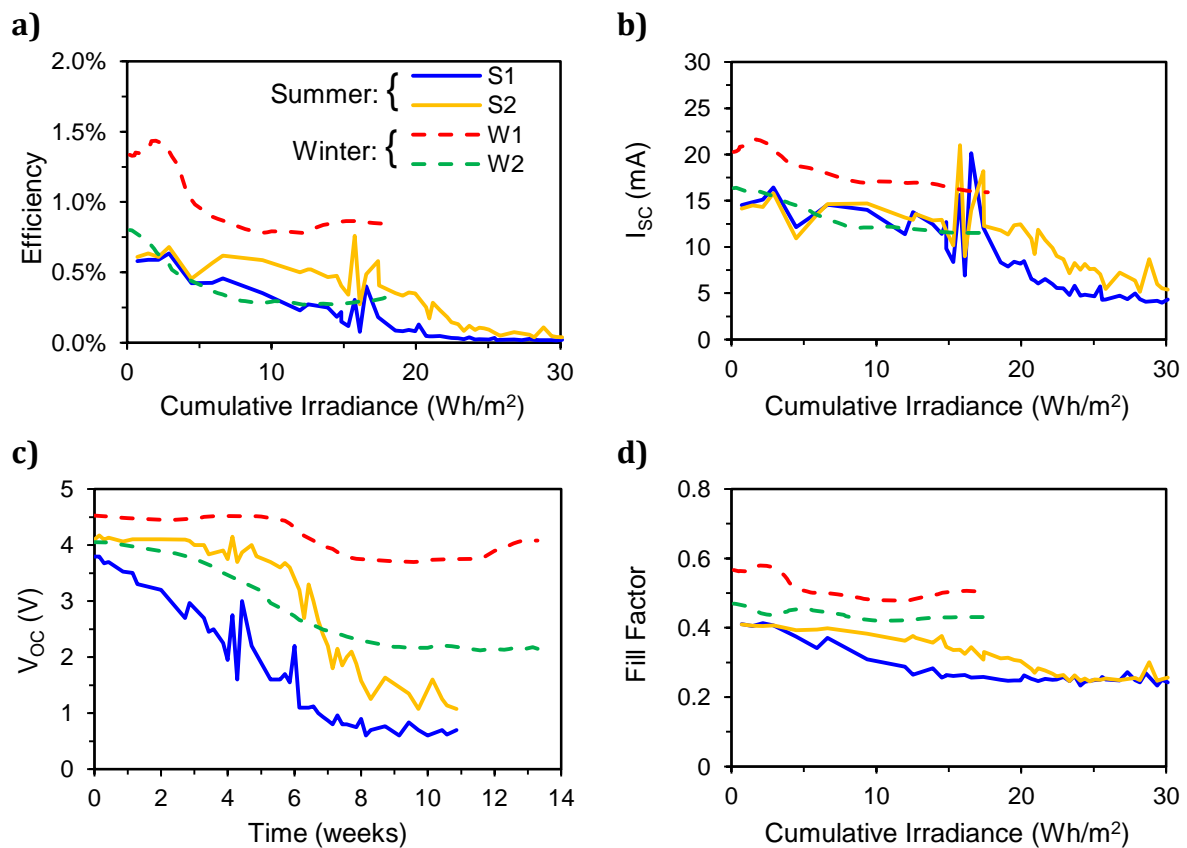 a)
2.0%
1.5%
1.0%
0.5%
0.0%
Efficiency
Summer: {
S1
S2
Winter: {
W1
W2
0 10 20 30
Cumulative Irradiance (Wh/m²)
b)
30
25
20
15
10
5
0
I_SC (mA)
0 10 20 30
Cumulative Irradiance (Wh/m²)
c)
5
4
3
2
1
0
V_OC (V)
0 2 4 6 8 10 12 14
Time (weeks)
d)
0.8
0.6
0.4
0.2
0
Fill Factor
0 10 20 30
Cumulative Irradiance (Wh/m²)